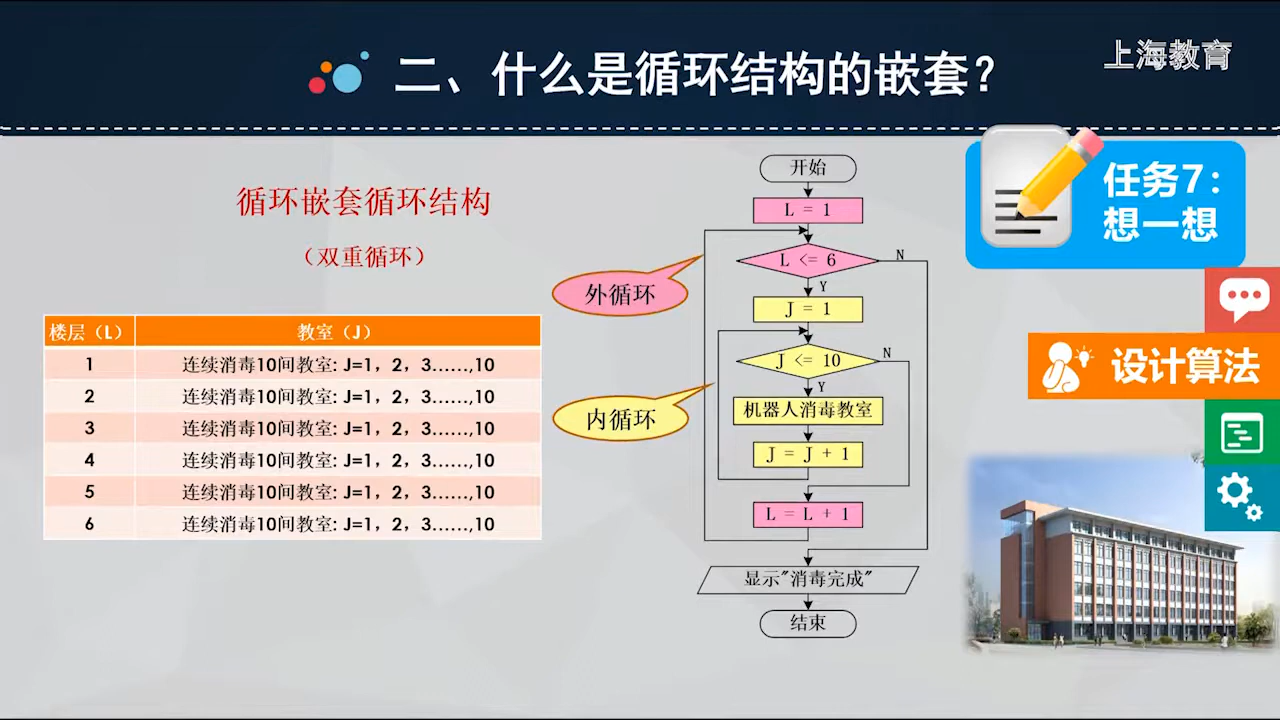 二、什么是循环结构的嵌套？
上海教育
任务7：
想一想
循环嵌套循环结构
（双重循环）
楼层（L） 教室（J）
1 连续消毒10间教室: J=1，2，3……,10
2 连续消毒10间教室: J=1，2，3……,10
3 连续消毒10间教室: J=1，2，3……,10
4 连续消毒10间教室: J=1，2，3……,10
5 连续消毒10间教室: J=1，2，3……,10
6 连续消毒10间教室: J=1，2，3……,10
外循环
内循环
开始
L = 1
L <= 6
N
Y
J = 1
J <= 10
N
Y
机器人消毒教室
J = J + 1
L = L + 1
显示"消毒完成"
结束
设计算法